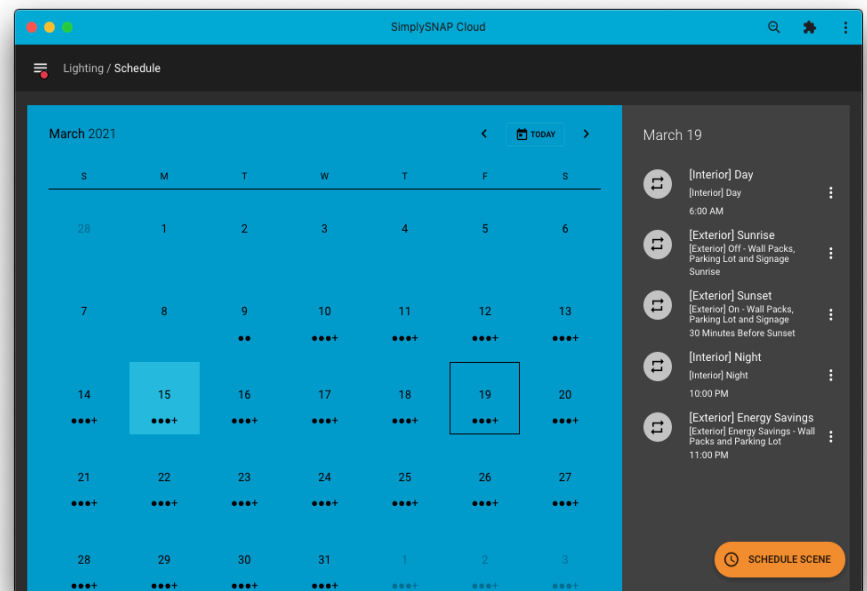 SimplySNAP Cloud
Lighting / Schedule
March 2021
TODAY
S M T W T F S
28 1 2 3 4 5 6
7 8 9 10 11 12 13
14 15 16 17 18 19 20
21 22 23 24 25 26 27
28 29 30 31 1 2 3
March 19
[Interior] Day
[Interior] Day
6:00 AM
[Exterior] Sunrise
[Exterior] Off - Wall Packs,
Parking Lot and Signage
Sunrise
[Exterior] Sunset
[Exterior] On - Wall Packs,
Parking Lot and Signage
30 Minutes Before Sunset
[Interior] Night
[Interior] Night
10:00 PM
[Exterior] Energy Savings
[Exterior] Energy Savings - Wall
Packs and Parking Lot
11:00 PM
SCHEDULE SCENE